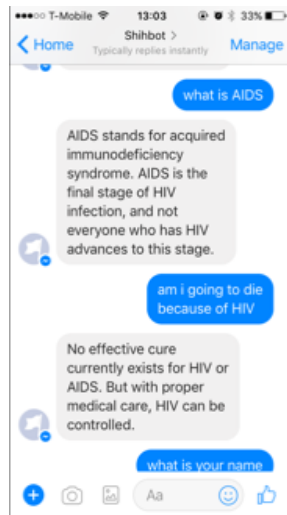 T-Mobile 13:03 33%
Home Shihbot > Manage
Typically replies instantly
what is AIDS
AIDS stands for acquired
immunodeficiency
syndrome. AIDS is the
final stage of HIV
infection, and not
everyone who has HIV
advances to this stage.
am i going to die
because of HIV
No effective cure
currently exists for HIV or
AIDS. But with proper
medical care, HIV can be
controlled.
what is your name
Aa